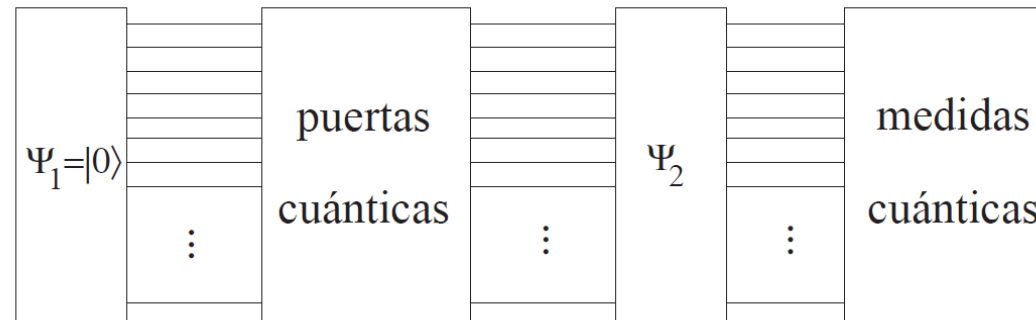 Ψ₁=|0⟩
puertas
cuánticas
Ψ₂
medidas
cuánticas
⋮
⋮
⋮